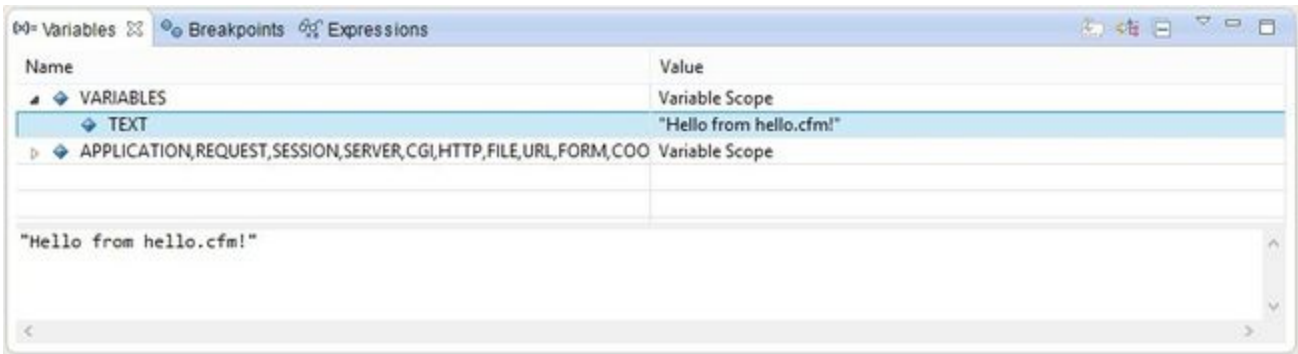 (x)= Variables Breakpoints Expressions
Name Value
VARIABLES Variable Scope
TEXT "Hello from hello.cfm!"
APPLICATION,REQUEST,SESSION,SERVER,CGI,HTTP,FILE,URL,FORM,COO Variable Scope
"Hello from hello.cfm!"